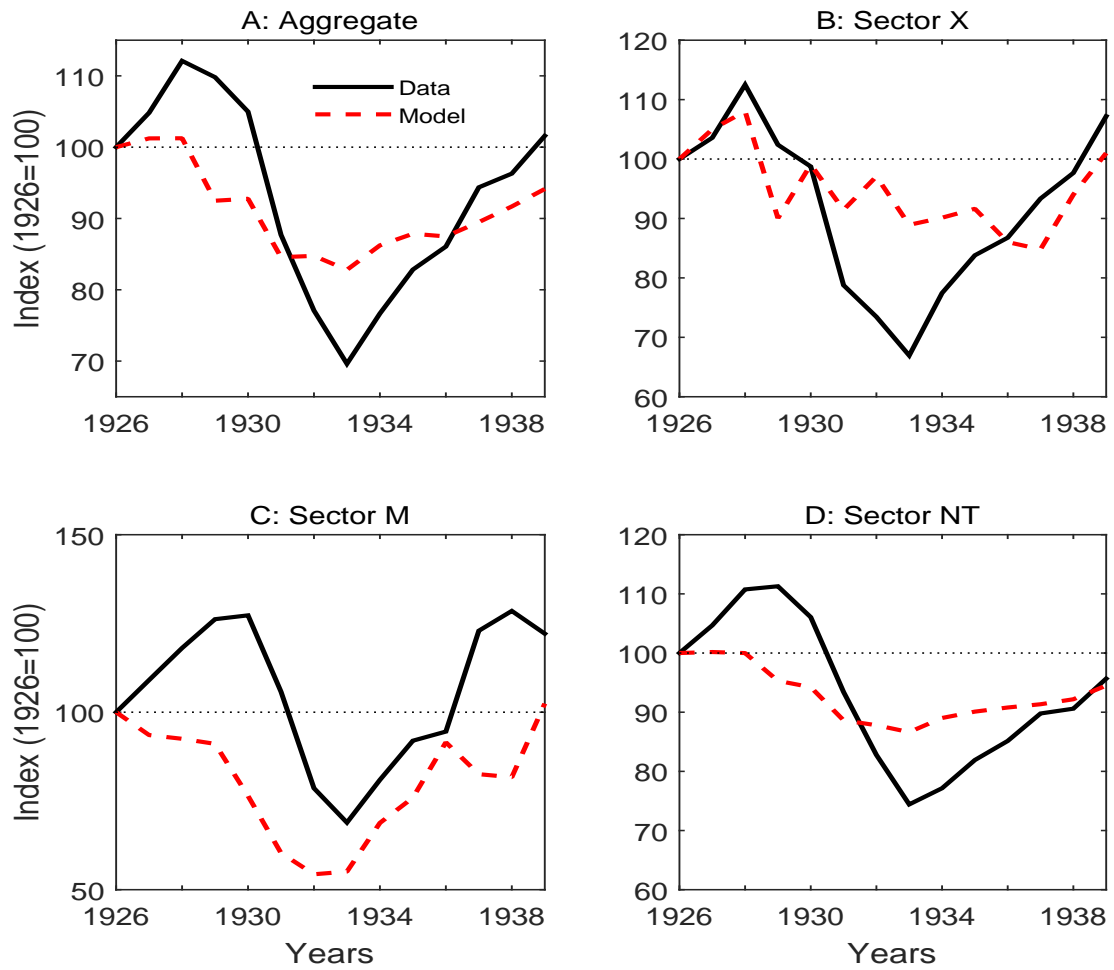 A: Aggregate
Index (1926=100)
110
100
90
80
70
1926 1930 1934 1938
Data
Model
B: Sector X
120
110
100
90
80
70
60
1926 1930 1934 1938
C: Sector M
Index (1926=100)
150
100
50
1926 1930 1934 1938
Years
D: Sector NT
120
110
100
90
80
70
60
1926 1930 1934 1938
Years